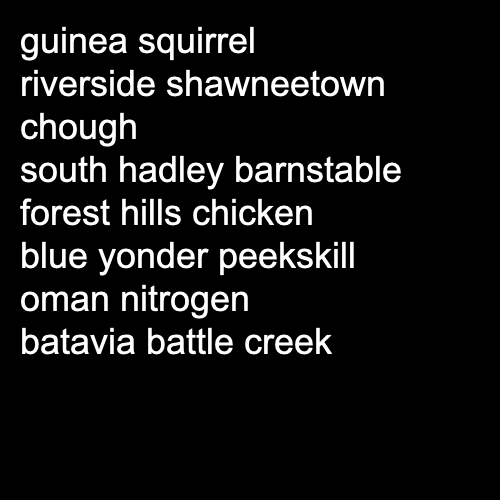 guinea squirrel
riverside shawneetown
chough
south hadley barnstable
forest hills chicken
blue yonder peekskill
oman nitrogen
batavia battle creek